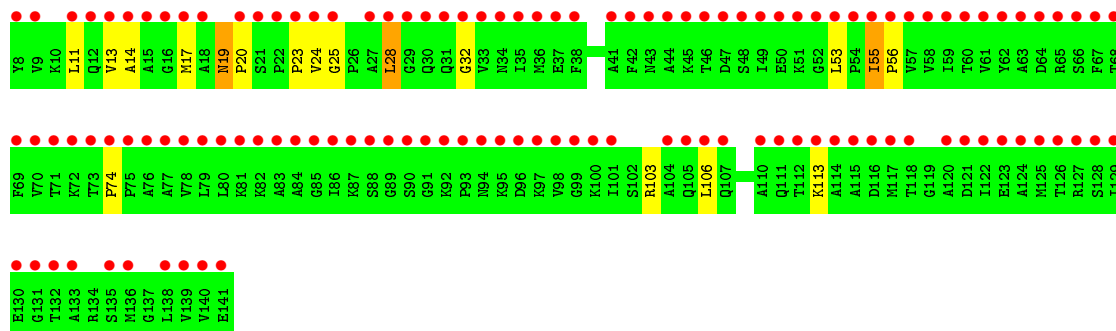 Y8 V9 K10 L11 Q12 V13 A14 A15 G16 M17 A18 N19 P20 S21 P22 P23 V24 G25 P26 A27 L28 G29 Q30 Q31 G32 V33 N34 I35 M36 E37 F38 A41 F42 N43 A44 K45 T46 D47 S48 I49 E50 K51 G52 L53 P54 I55 P56 V57 V58 I59 T60 V61 Y62 A63 D64 R65 S66 F67 T68
F69 V70 T71 K72 T73 P74 P75 A76 A77 V78 L79 L80 K81 K82 A83 A84 G85 I86 K87 S88 G89 S90 G91 K92 P93 N94 K95 D96 K97 V98 G99 K100 I101 S102 R103 A104 Q105 L106 Q107 A110 Q111 T112 K113 A114 A115 D116 M117 T118 G119 A120 D121 I122 E123 A124 M125 T126 R127 S128 I129
E130 G131 T132 A133 R134 S135 M136 G137 L138 V139 V140 E141